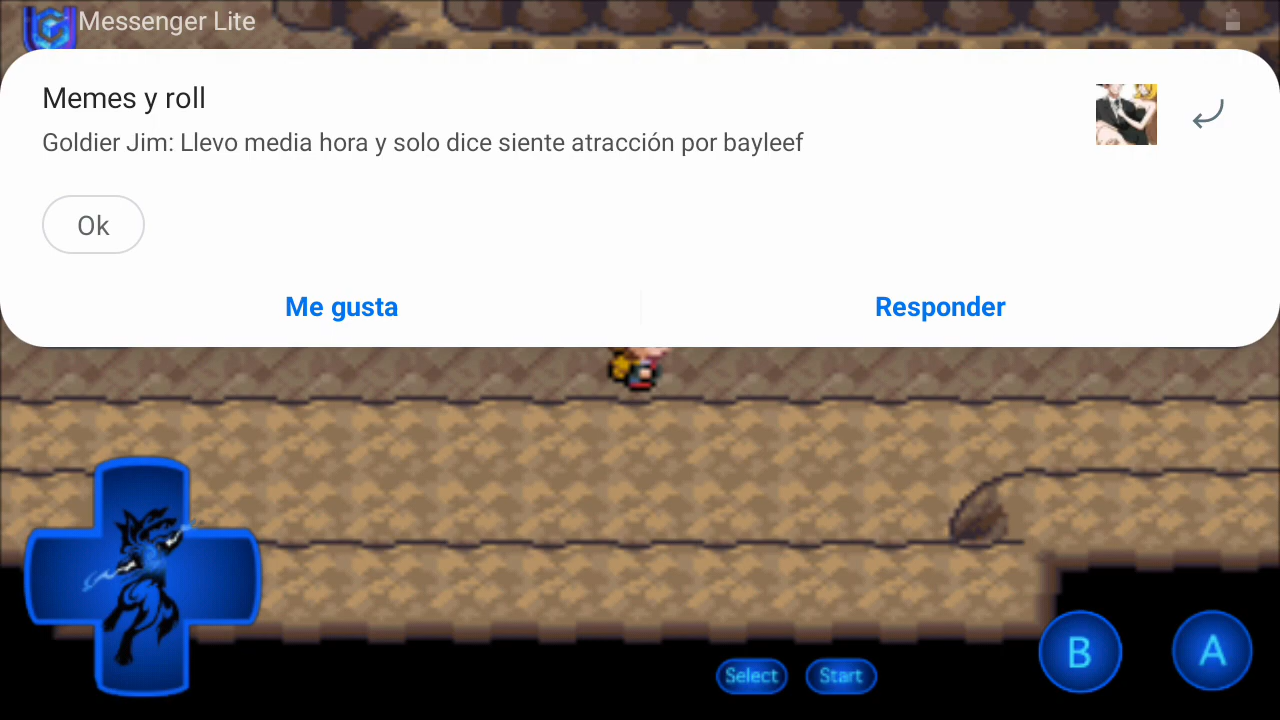 Messenger Lite
Memes y roll
Goldier Jim: Llevo media hora y solo dice siente atracción por bayleef
Ok
Me gusta
Responder
B
A
Select
Start